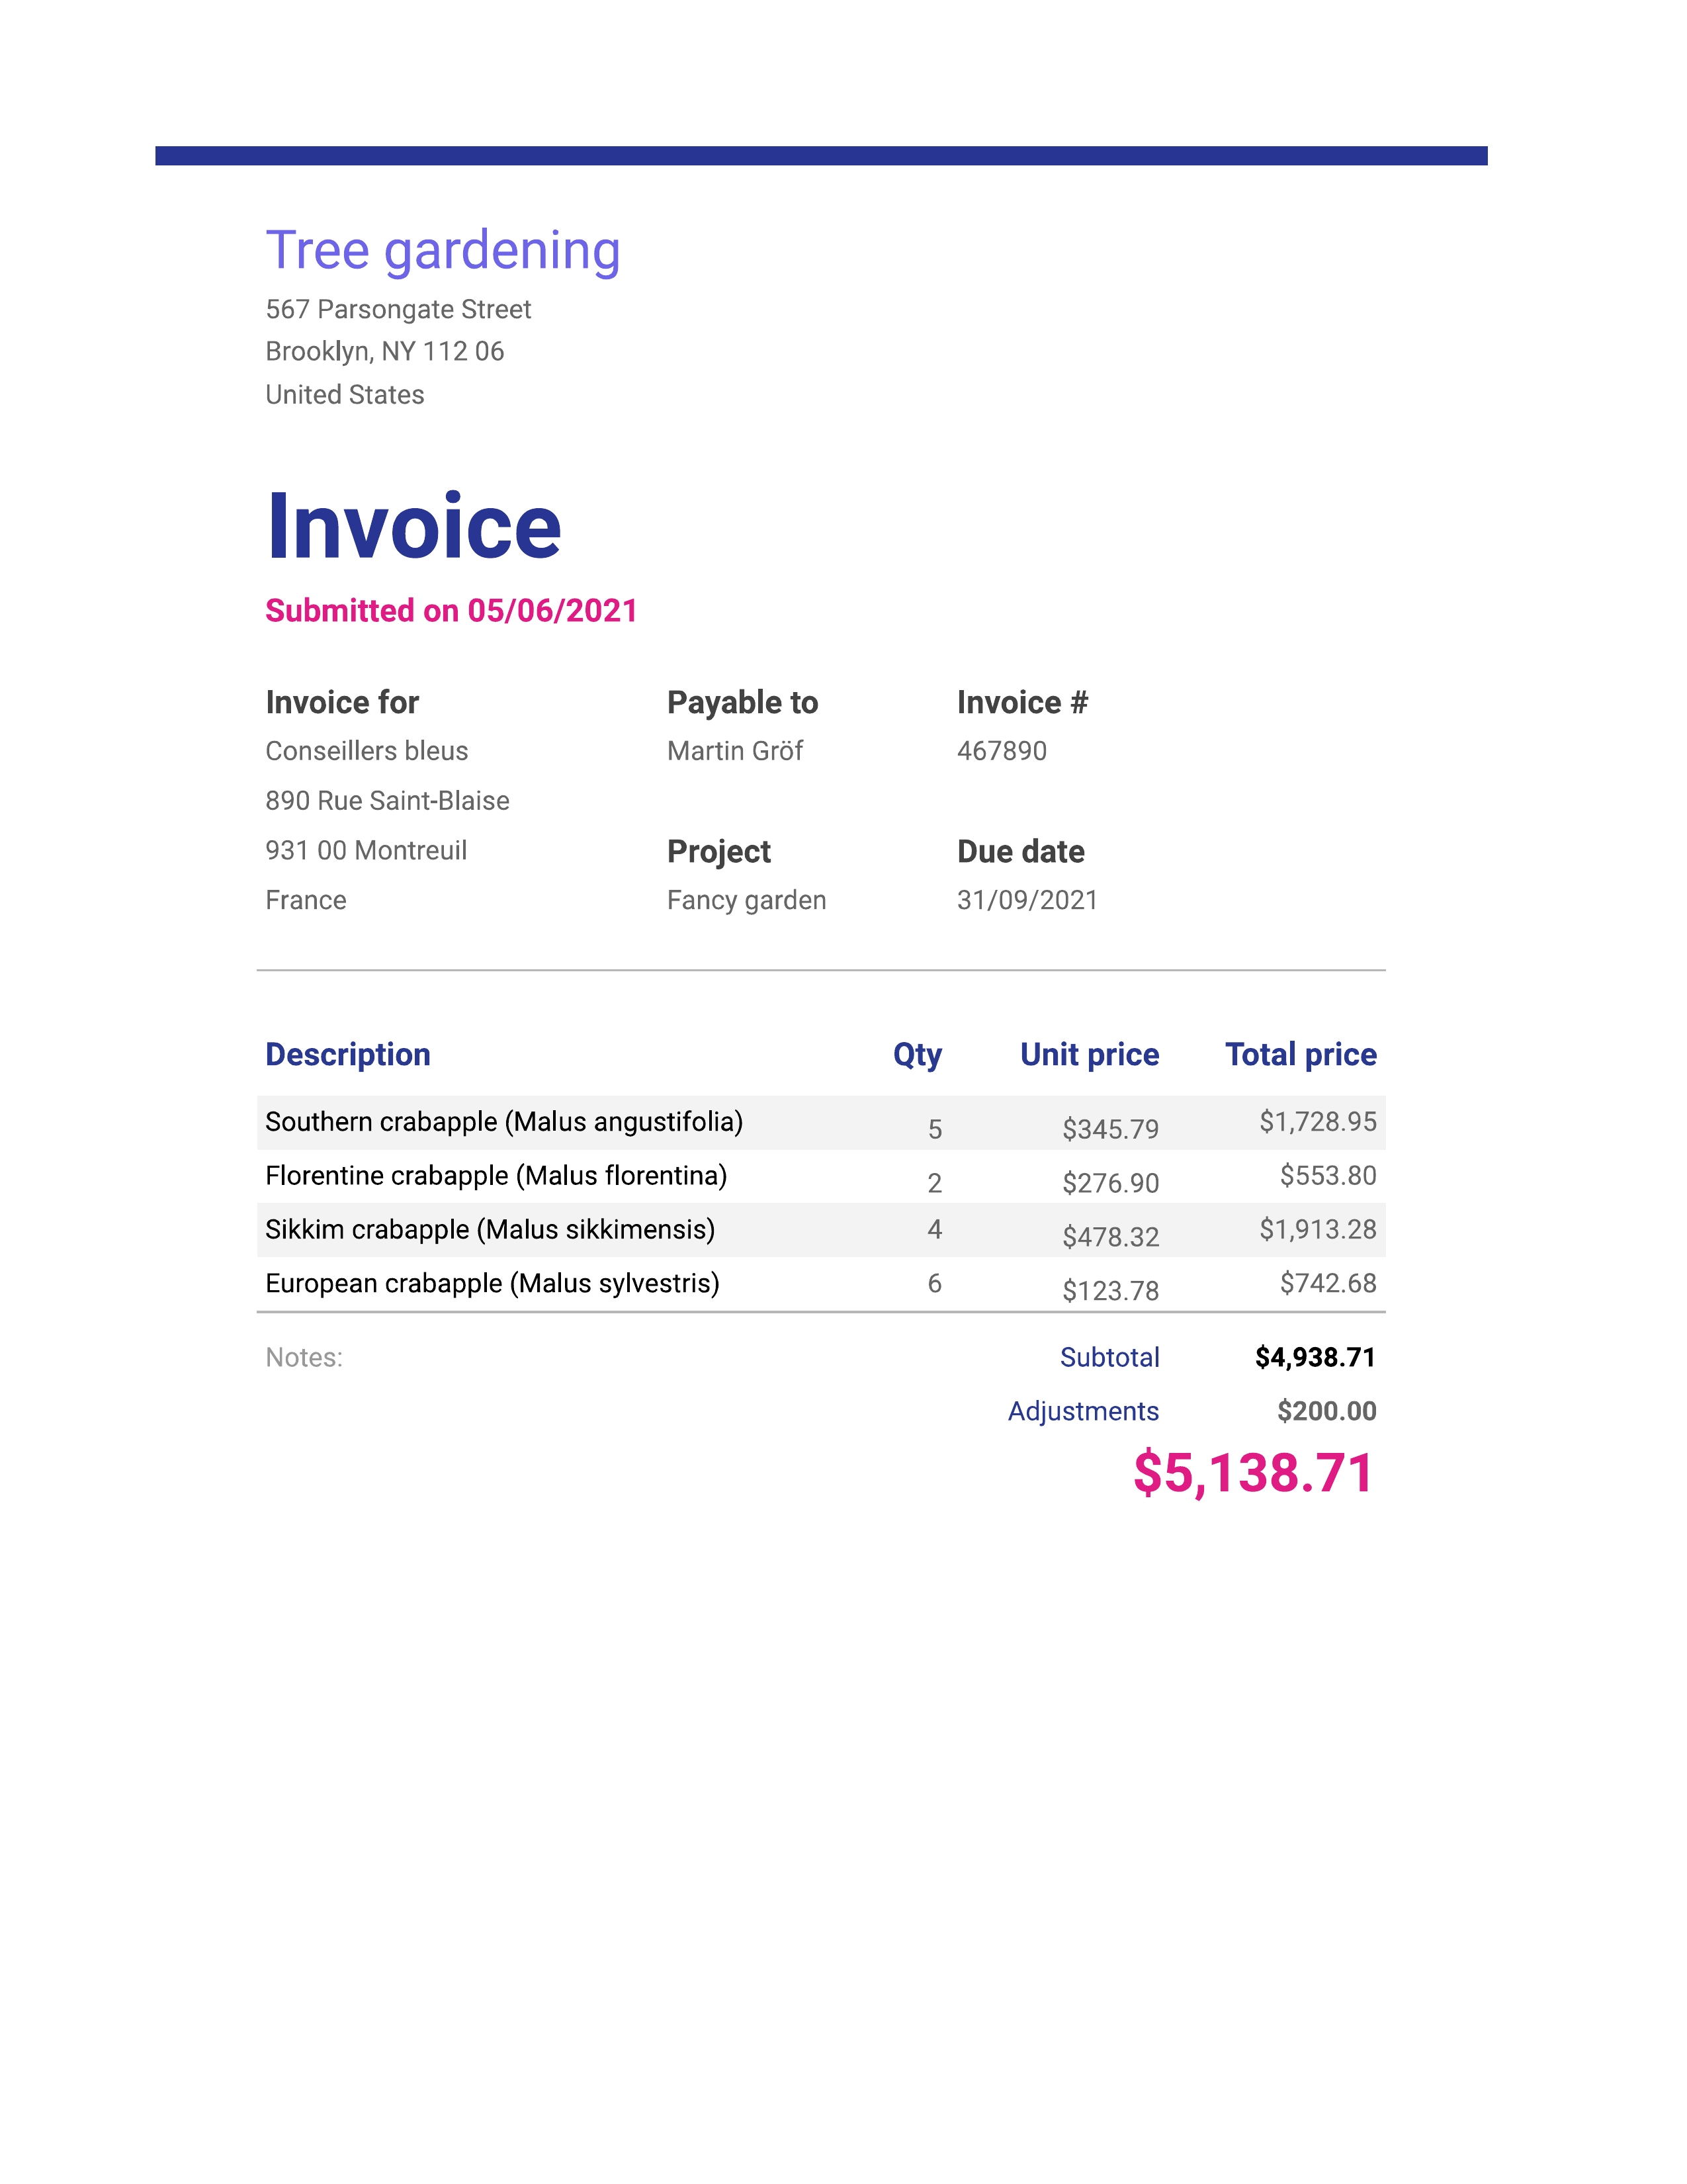 Tree gardening
567 Parsongate Street
Brooklyn, NY 112 06
United States
Invoice
Submitted on 05/06/2021
Invoice for Payable to Invoice #
Conseillers bleus Martin Gröf 467890
890 Rue Saint-Blaise
931 00 Montreuil Project Due date
France Fancy garden 31/09/2021
Description Qty Unit price Total price
Southern crabapple (Malus angustifolia) 5 $345.79 $1,728.95
Florentine crabapple (Malus florentina) 2 $276.90 $553.80
Sikkim crabapple (Malus sikkimensis) 4 $478.32 $1,913.28
European crabapple (Malus sylvestris) 6 $123.78 $742.68
Notes: Subtotal $4,938.71
Adjustments $200.00
$5,138.71